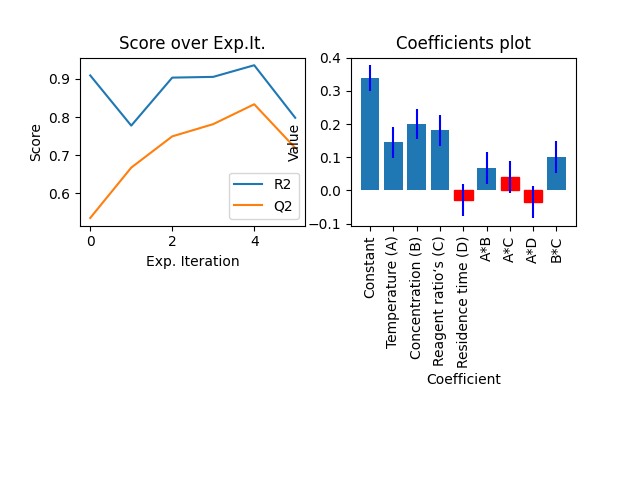 Score over Exp.It.
Score
0.9
0.8
0.7
0.6
0
2
4
Exp. Iteration
R2
Q2
Coefficients plot
Value
0.4
0.3
0.2
0.1
0.0
−0.1
Constant
Temperature (A)
Concentration (B)
Reagent ratio's (C)
Residence time (D)
A*B
A*C
A*D
B*C
Coefficient